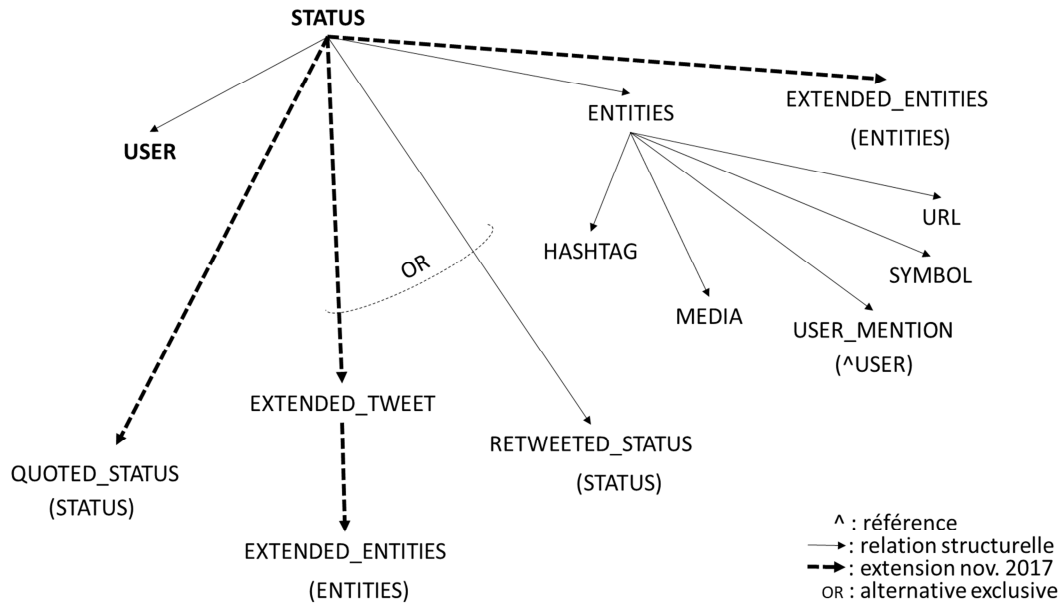 STATUS
EXTENDED_ENTITIES
(ENTITIES)
ENTITIES
USER
URL
HASHTAG
SYMBOL
OR
MEDIA
USER_MENTION
(^USER)
EXTENDED_TWEET
RETWEETED_STATUS
(STATUS)
QUOTED_STATUS
(STATUS)
EXTENDED_ENTITIES
(ENTITIES)
^ : référence
: relation structurelle
: extension nov. 2017
OR : alternative exclusive